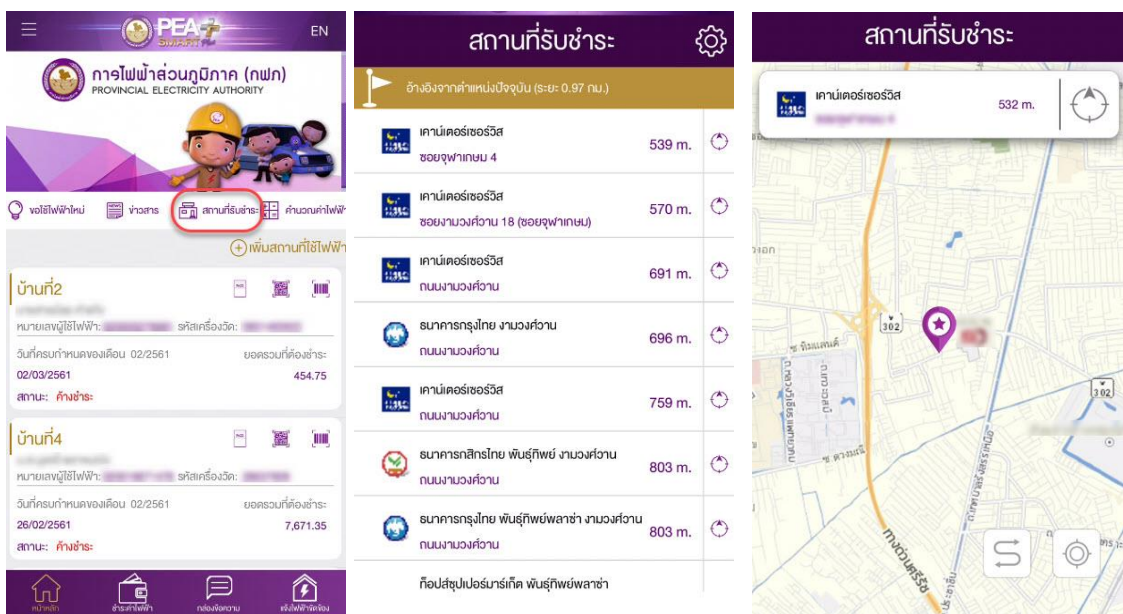 PEA
SMART Plus
EN
การไฟฟ้าส่วนภูมิภาค (กฟภ)
PROVINCIAL ELECTRICITY AUTHORITY
ขอใช้ไฟฟ้าใหม่
ข่าวสาร
สถานที่รับชำระ
คำนวณค่าไฟฟ้า
เพิ่มสถานที่ใช้ไฟฟ้า
บ้านที่2
หมายเลขผู้ใช้ไฟฟ้า: รหัสเครื่องวัด:
วันที่ครบกำหนดของเดือน 02/2561 ยอดรวมที่ต้องชำระ
02/03/2561 454.75
สถานะ: ค้างชำระ
บ้านที่4
หมายเลขผู้ใช้ไฟฟ้า: รหัสเครื่องวัด:
วันที่ครบกำหนดของเดือน 02/2561 ยอดรวมที่ต้องชำระ
26/02/2561 7,671.35
สถานะ: ค้างชำระ
หน้าหลัก
ชำระค่าไฟฟ้า
กล่องข้อความ
แจ้งไฟฟ้าขัดข้อง
สถานที่รับชำระ
อ้างอิงจากตำแหน่งปัจจุบัน (ระยะ 0.97 กม.)
เคาน์เตอร์เซอร์วิส
ซอยจุฬาเกษม 4
539 m.
เคาน์เตอร์เซอร์วิส
ซอยงามวงศ์วาน 18 (ซอยจุฬาเกษม)
570 m.
เคาน์เตอร์เซอร์วิส
ถนนงามวงศ์วาน
691 m.
ธนาคารกรุงไทย งามวงศ์วาน
ถนนงามวงศ์วาน
696 m.
เคาน์เตอร์เซอร์วิส
ถนนงามวงศ์วาน
759 m.
ธนาคารกสิกรไทย พันธุ์ทิพย์ งามวงศ์วาน
ถนนงามวงศ์วาน
803 m.
ธนาคารกรุงไทย พันธุ์ทิพย์พลาซ่า งามวงศ์วาน
ถนนงามวงศ์วาน
803 m.
ท็อปส์ซุปเปอร์มาร์เก็ต พันธุ์ทิพย์พลาซ่า
สถานที่รับชำระ
เคาน์เตอร์เซอร์วิส
532 m.
302
ซ. พิมแลนด์
302
ซ. ดวงมณี
ทางด่วนศรีรัช